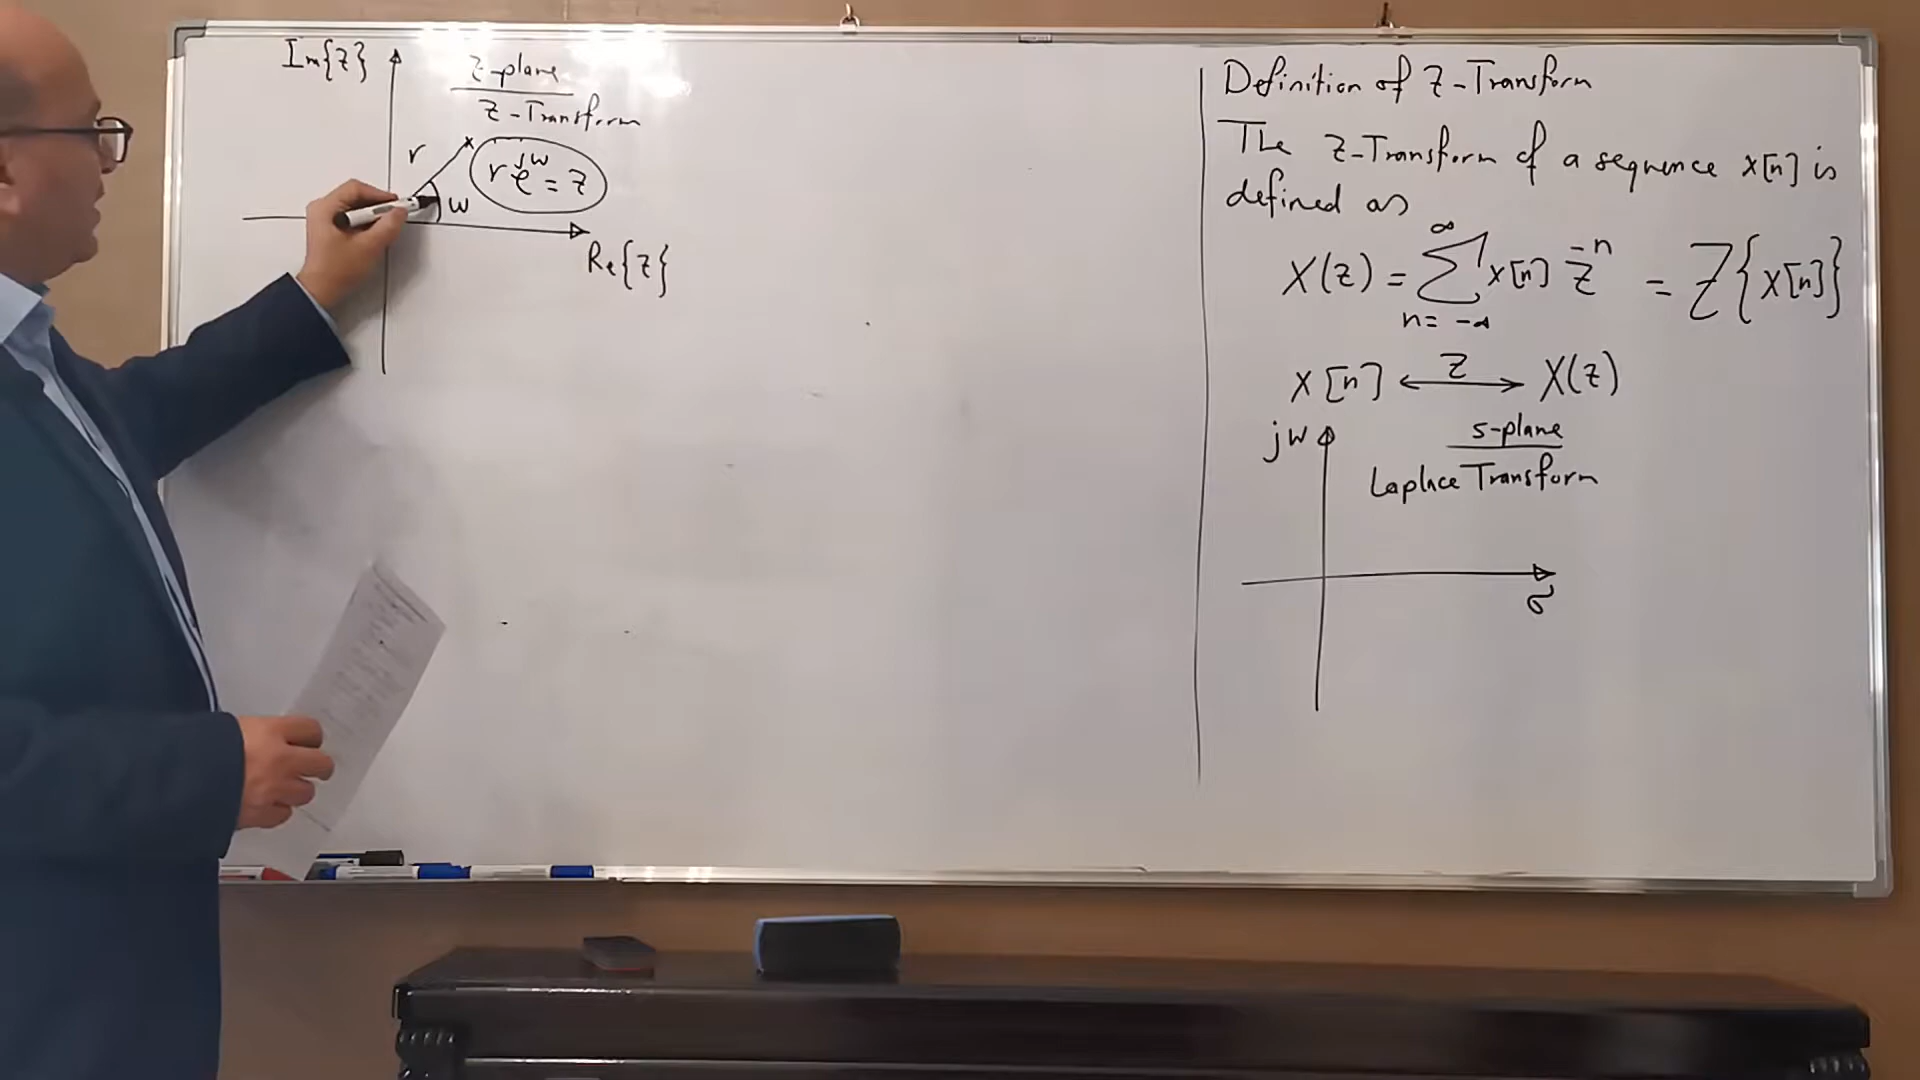 Im{z}
z-plane
z-Transform
r
r e^{jw} = z
w
Re{z}
Definition of Z-Transform
The z-Transform of a sequence x[n] is
defined as
X(z) = ∑_{n=-∞}^{∞} x[n] z^{-n} = Z{x[n]}
x[n] ⟷^{Z} X(z)
jw
s-plane
Laplace Transform
σ